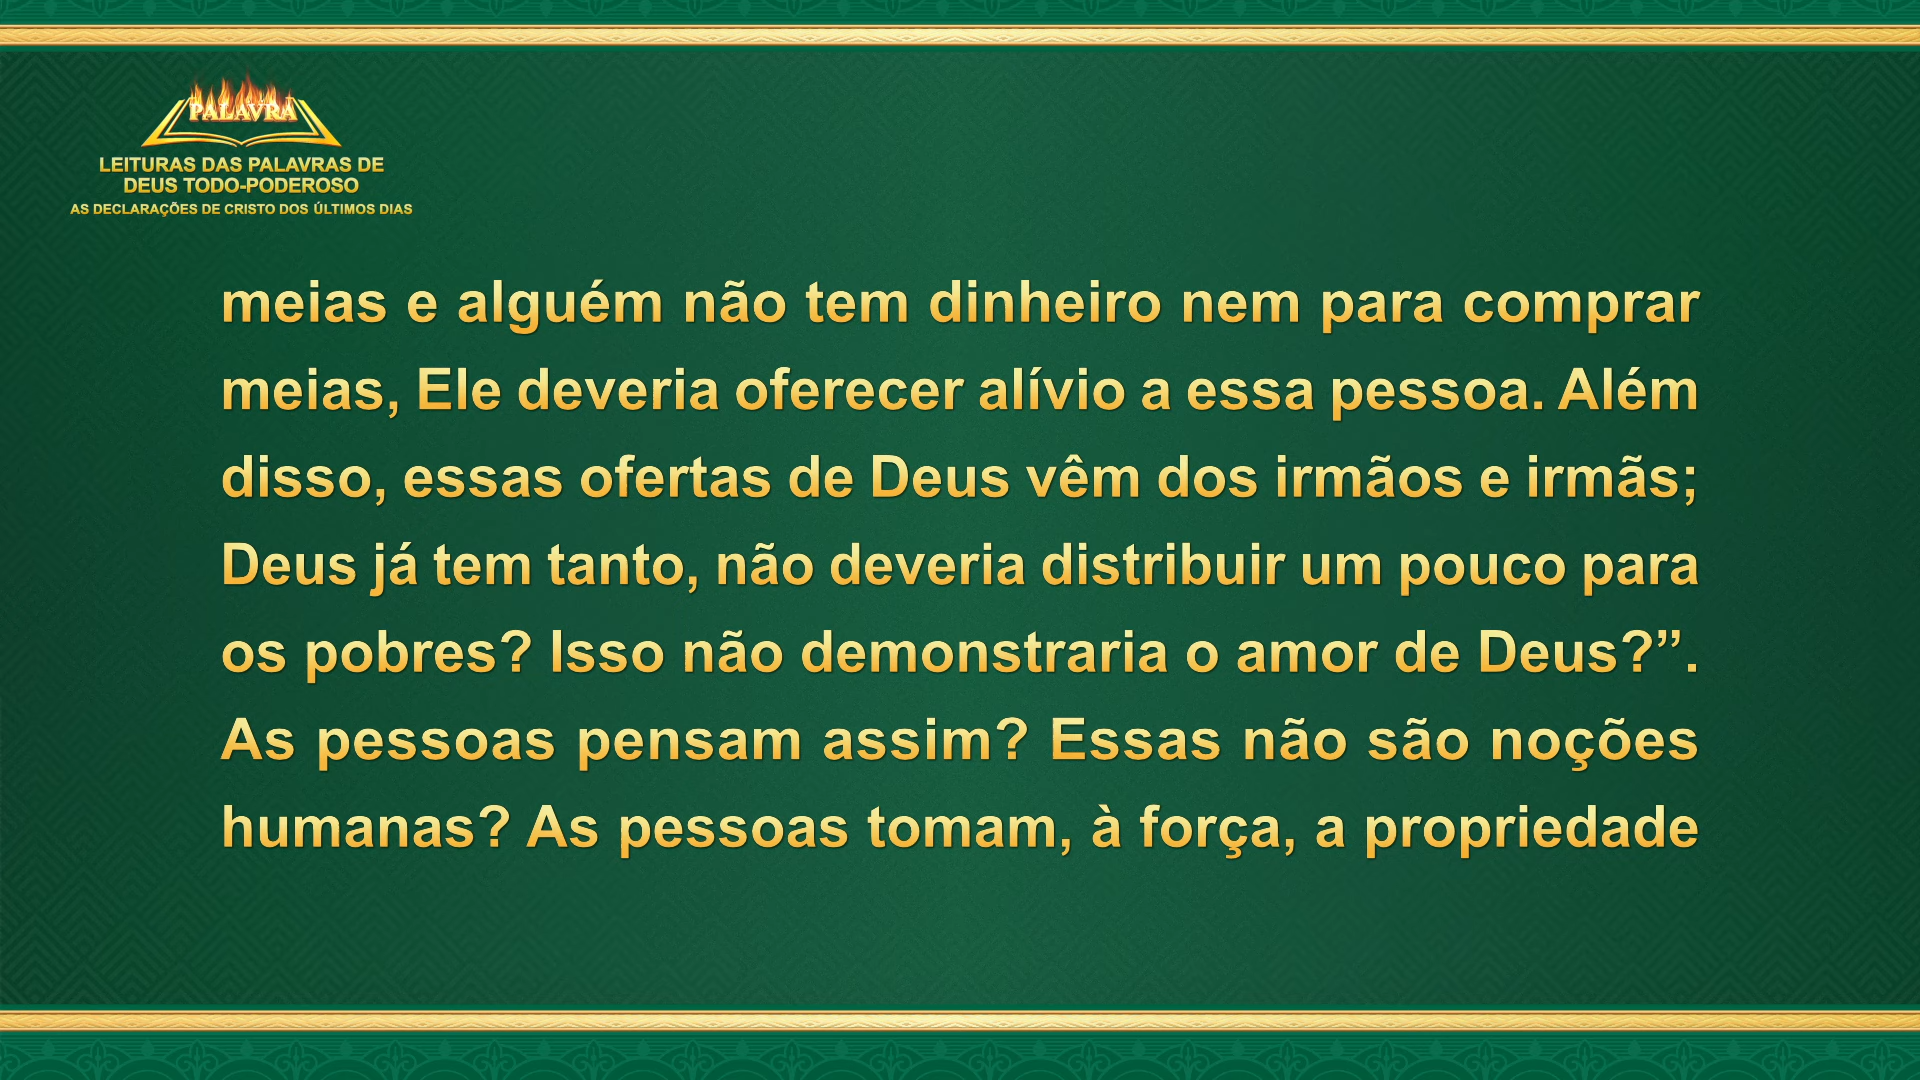 PALAVRA
LEITURAS DAS PALAVRAS DE
DEUS TODO-PODEROSO
AS DECLARAÇÕES DE CRISTO DOS ÚLTIMOS DIAS
meias e alguém não tem dinheiro nem para comprar
meias, Ele deveria oferecer alívio a essa pessoa. Além
disso, essas ofertas de Deus vêm dos irmãos e irmãs;
Deus já tem tanto, não deveria distribuir um pouco para
os pobres? Isso não demonstraria o amor de Deus?”.
As pessoas pensam assim? Essas não são noções
humanas? As pessoas tomam, à força, a propriedade